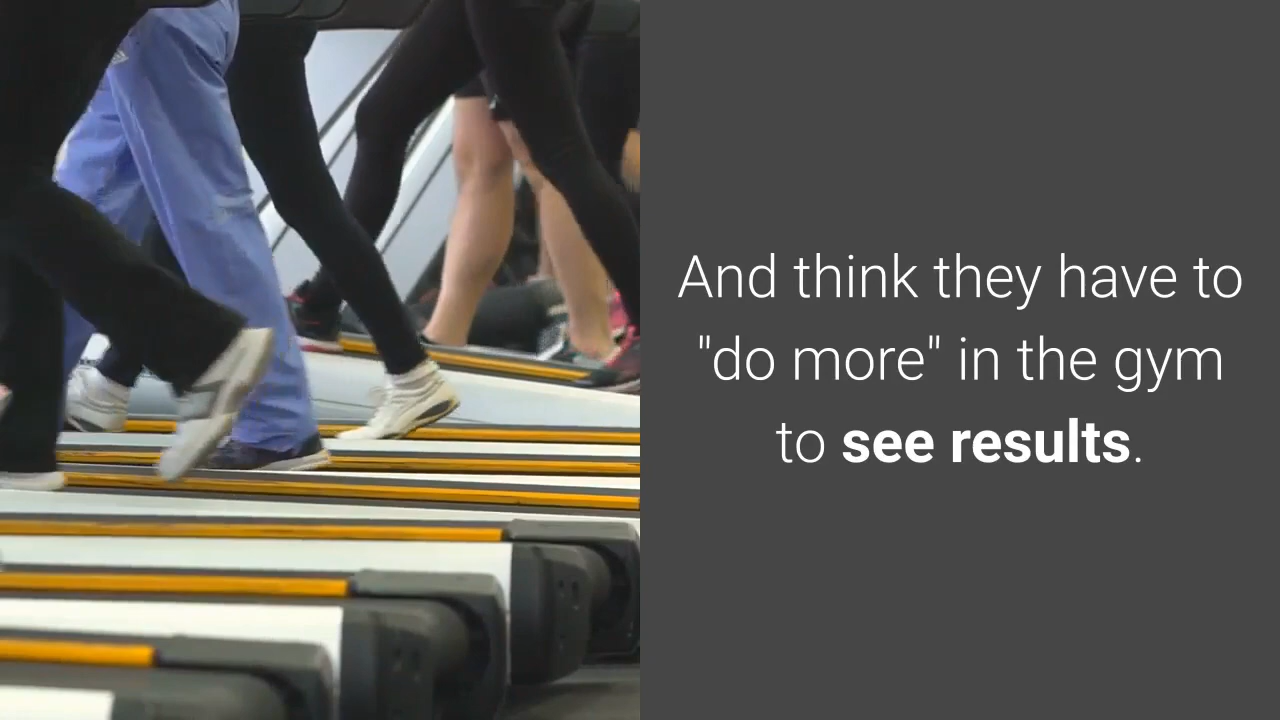 And think they have to
"do more" in the gym
to see results.